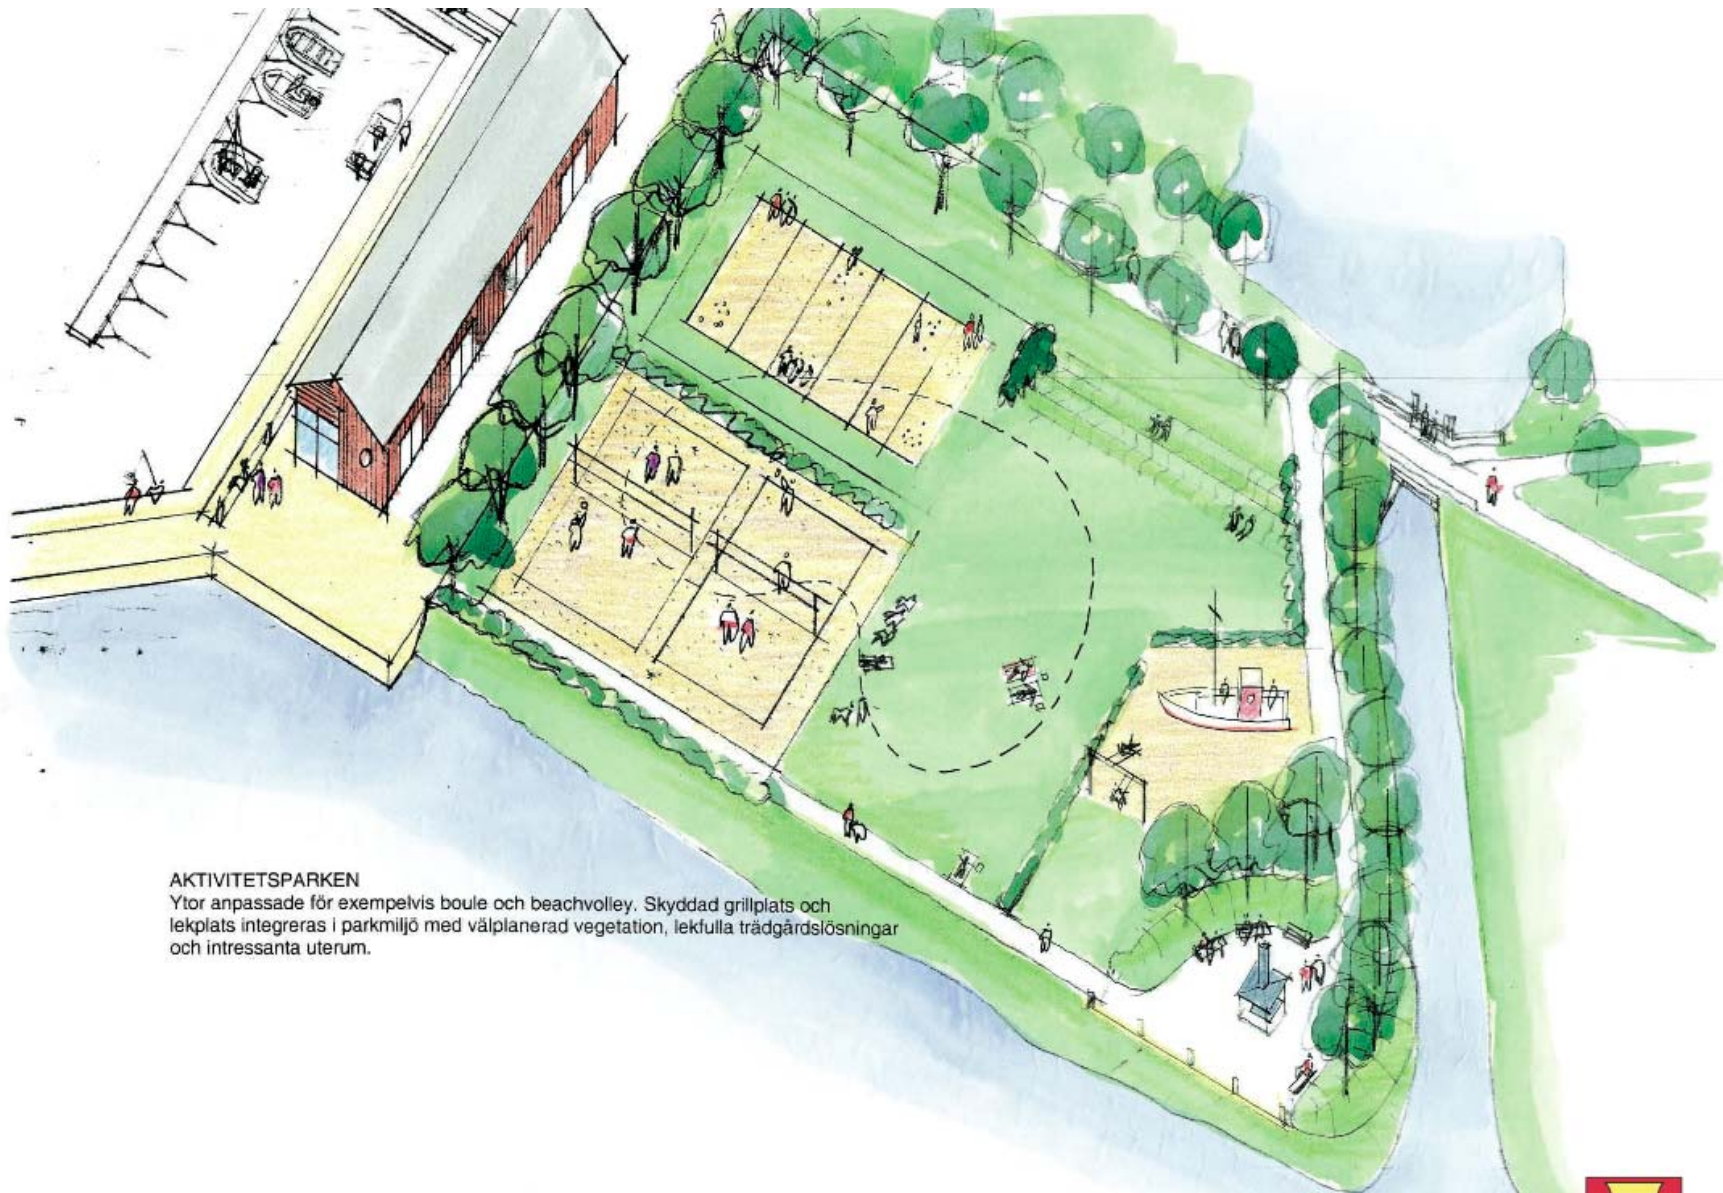 AKTIVITETSPARKEN
Ytor anpassade för exempelvis boule och beachvolley. Skyddad grillplats och
lekplats integreras i parkmiljö med välplanerad vegetation, lekfulla trädgårdslösningar
och intressanta uterum.